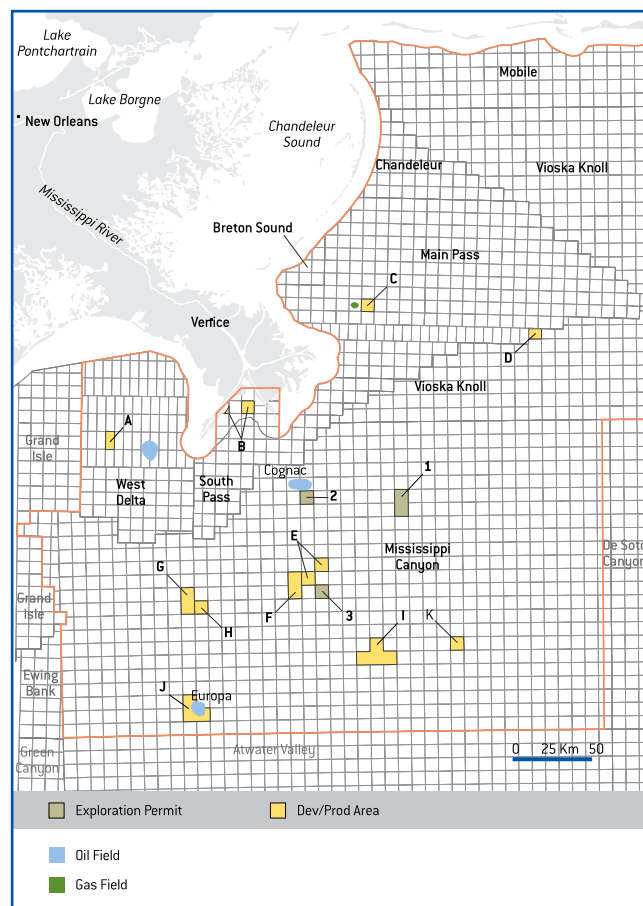 Lake
Pontchartrain
Mobile
Lake Borgne
New Orleans
Chandeleur
Sound
Chandeleur
Vioska Knoll
Mississippi River
Breton Sound
Main Pass
C
Venice
D
Vioska Knoll
A
B
Grand
Isle
Cognac
1
West
Delta
South
Pass
2
E
Mississippi
Canyon
De Soto
Canyon
G
Grand
Isle
H
F
3
I
K
Ewing
Bank
J
Europa
Green
Canyon
Atwater Valley
0 25 Km 50
Exploration Permit
Dev/Prod Area
Oil Field
Gas Field